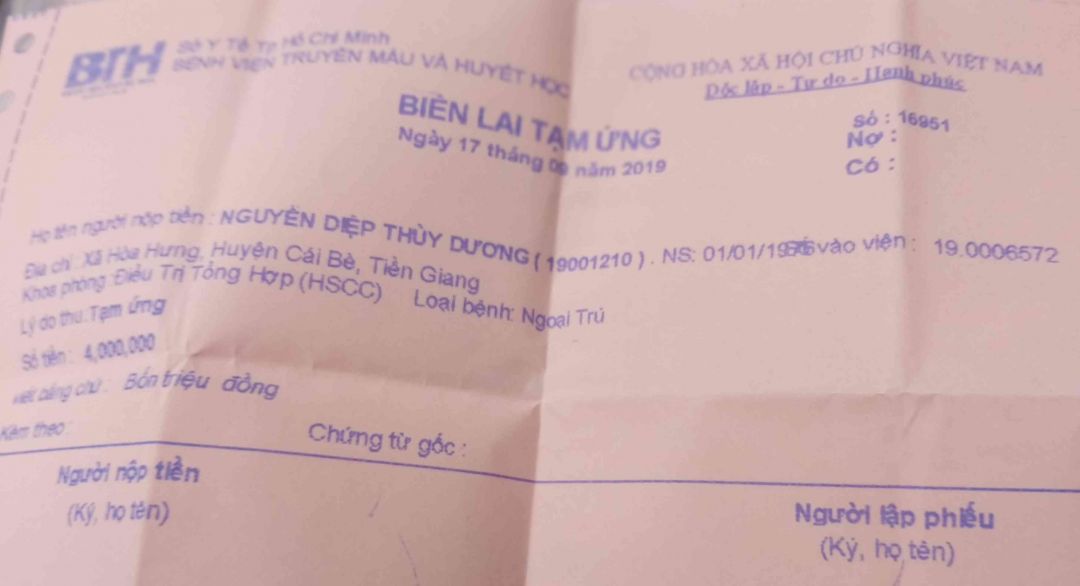 BTH
Sở Y Tế Tp Hồ Chí Minh
BỆNH VIỆN TRUYỀN MÁU VÀ HUYẾT HỌC
CỘNG HÒA XÃ HỘI CHỦ NGHĨA VIỆT NAM
Độc lập - Tự do - Hạnh phúc
BIÊN LAI TẠM ỨNG
Ngày 17 tháng 09 năm 2019
Số : 16951
Nợ :
Có :
Họ tên người nộp tiền : NGUYỄN DIỆP THÙY DƯƠNG ( 19001210 ) . NS: 01/01/ vào viện : 19.0006572
Địa chỉ : Xã Hòa Hưng, Huyện Cái Bè, Tiền Giang
Khoa phòng :Điều Trị Tổng Hợp (HSCC) Loại bệnh: Ngoại Trú
Lý do thu:Tạm ứng
Số tiền : 4,000,000
viết bằng chữ : Bốn triệu đồng
Kèm theo :
Chứng từ gốc :
Người nộp tiền
(Ký, họ tên)
Người lập phiếu
(Ký, họ tên)